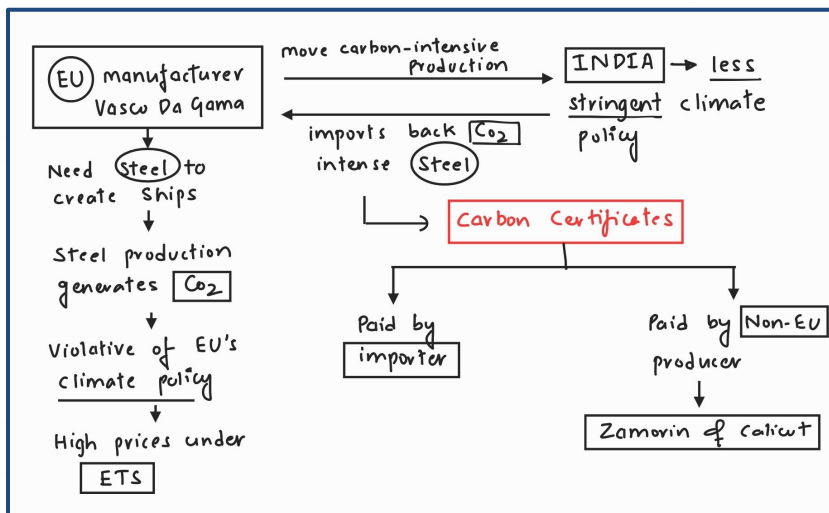 EU manufacturer
Vasco Da Gama
Need Steel to
create ships
Steel production
generates Co2
Violative of EU's
climate policy
High prices under
ETS
move carbon-intensive
production
INDIA → less
stringent climate
policy
imports back Co2
intense Steel
Carbon Certificates
Paid by
importer
Paid by Non-EU
producer
Zamorin of Calicut